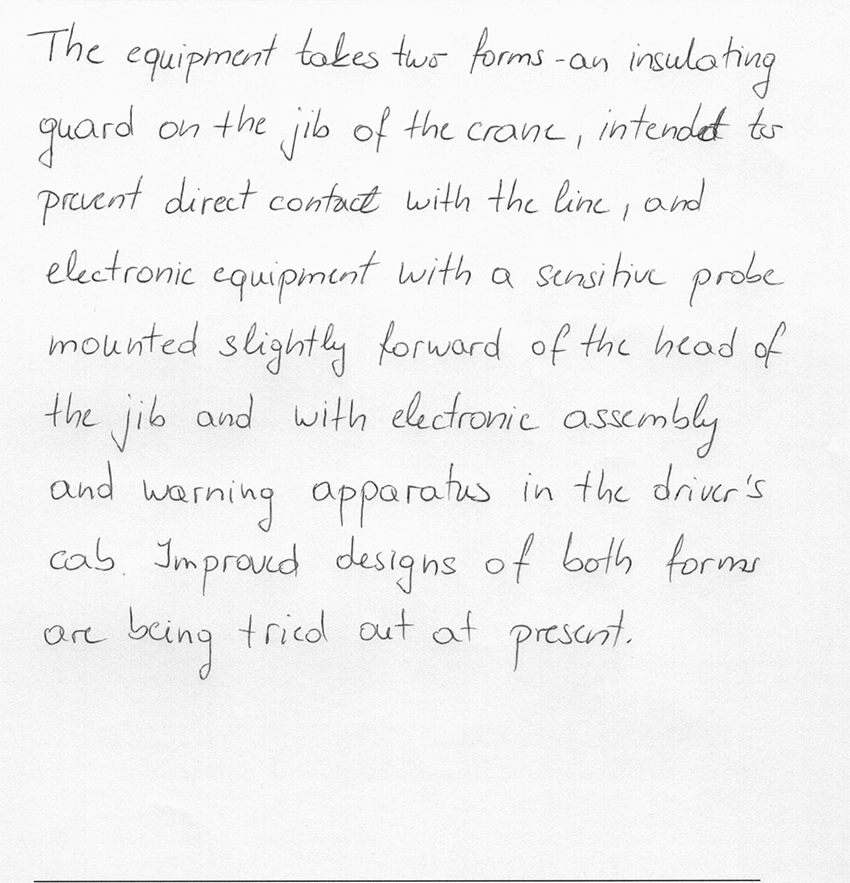 The equipment takes two forms - an insulating
guard on the jib of the crane, intended to
prevent direct contact with the line, and
electronic equipment with a sensitive probe
mounted slightly forward of the head of
the jib and with electronic assembly
and warning apparatus in the driver's
cab. Improved designs of both forms
are being tried out at present.